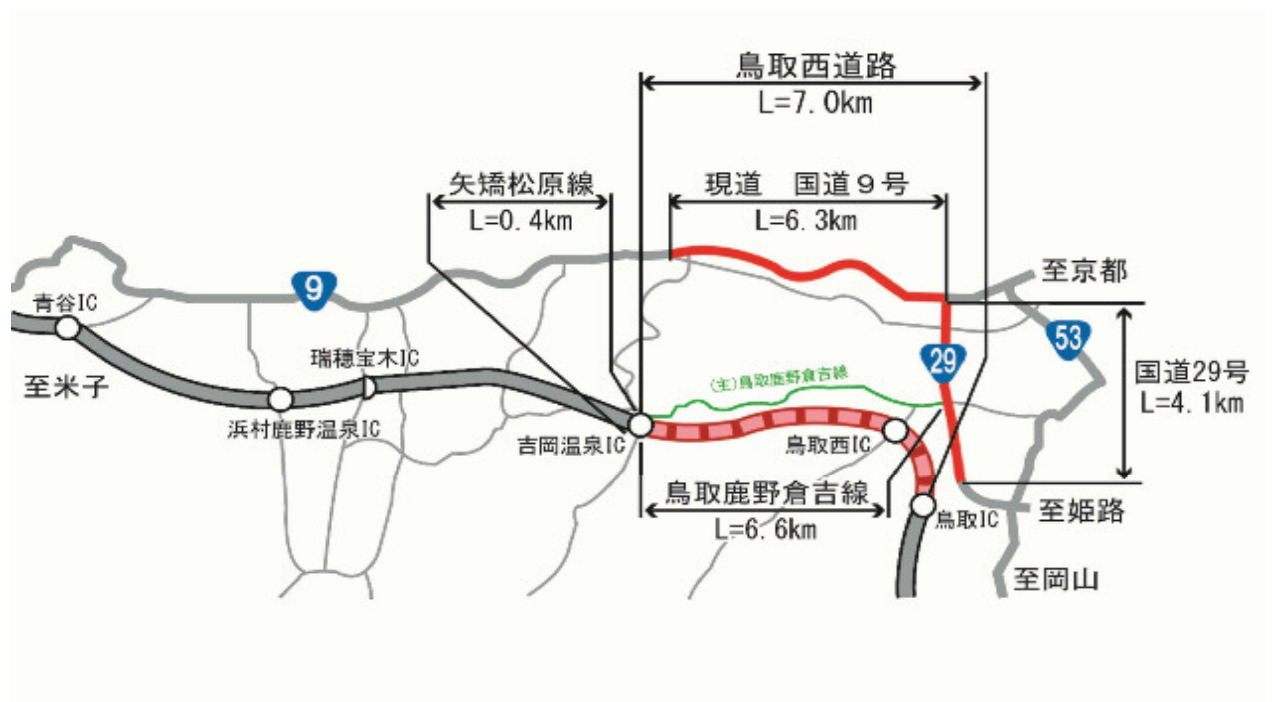 鳥取西道路
L=7.0km
矢矯松原線
L=0.4km
現道 国道9号
L=6.3km
至京都
9
青谷IC
53
瑞穂宝木IC
29
至米子
(主)鳥取鹿野倉吉線
国道29号
L=4.1km
浜村鹿野温泉IC
吉岡温泉IC
鳥取西IC
鳥取鹿野倉吉線
L=6.6km
鳥取IC
至姫路
至岡山